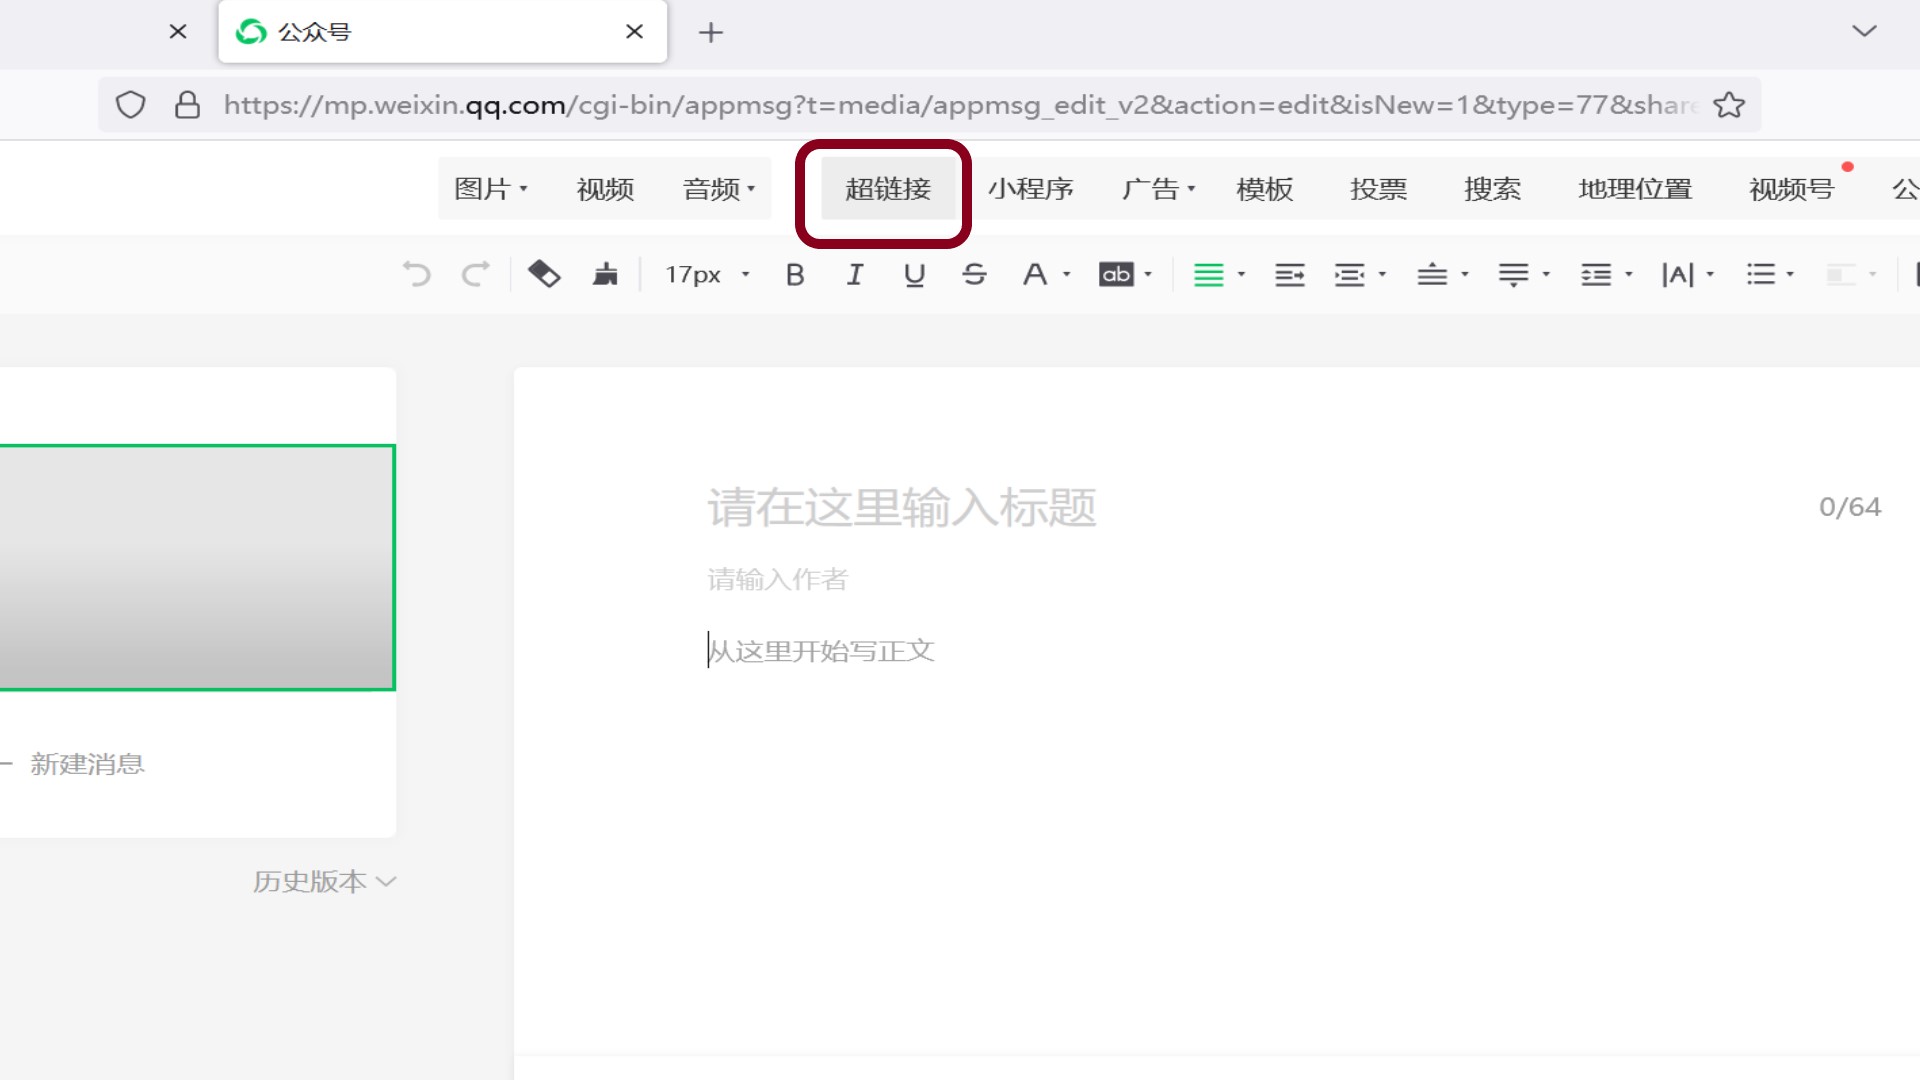 公众号
https://mp.weixin.qq.com/cgi-bin/appmsg?t=media/appmsg_edit_v2&action=edit&isNew=1&type=77&shar
图片 视频 音频 超链接 小程序 广告 模板 投票 搜索 地理位置 视频号 公
17px B I U S A ab |A|
请在这里输入标题 0/64
请输入作者
从这里开始写正文
新建消息
历史版本